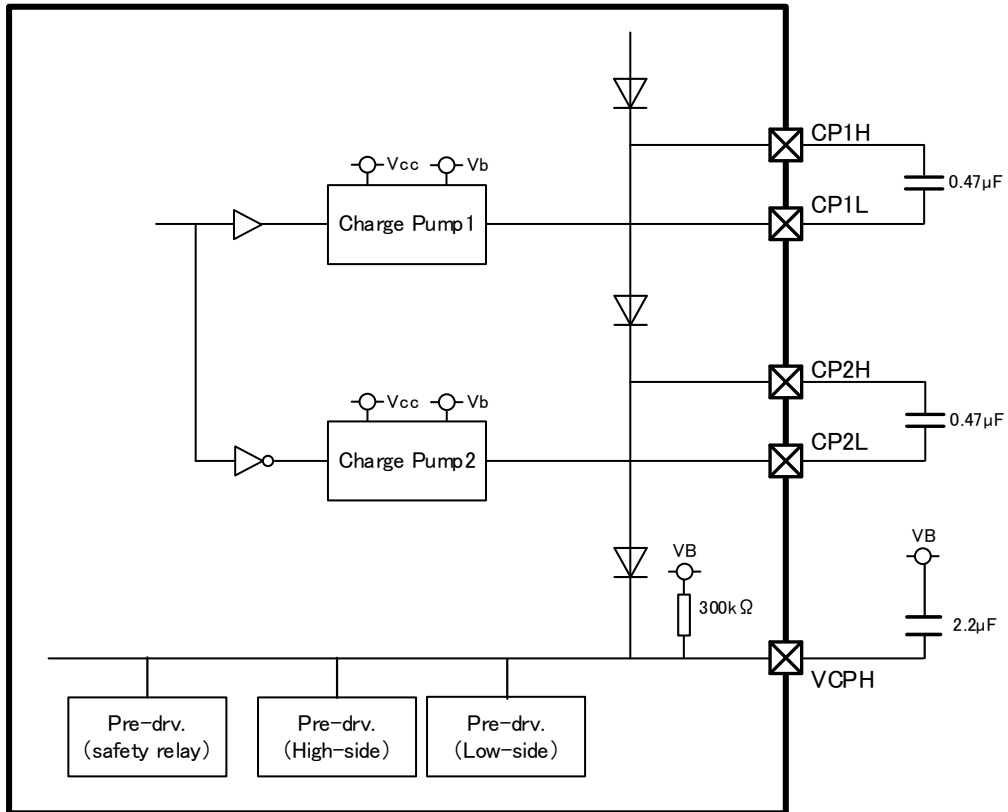 CP1H
Vcc
Vb
0.47μF
Charge Pump1
CP1L
CP2H
Vcc
Vb
0.47μF
Charge Pump2
CP2L
VB
VB
300kΩ
2.2μF
VCPH
Pre-drv.
(safety relay)
Pre-drv.
(High-side)
Pre-drv.
(Low-side)